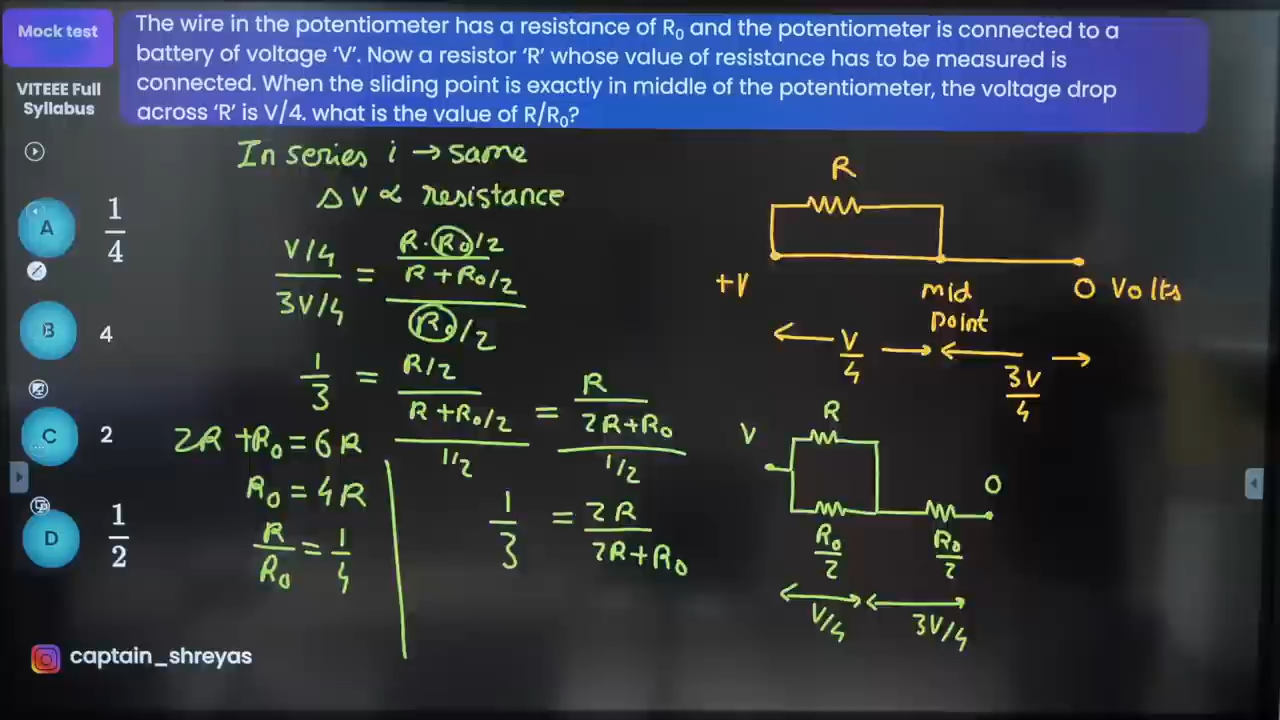 Mock test
VITEEE Full
Syllabus
The wire in the potentiometer has a resistance of R₀ and the potentiometer is connected to a
battery of voltage ‘V’. Now a resistor ‘R’ whose value of resistance has to be measured is
connected. When the sliding point is exactly in middle of the potentiometer, the voltage drop
across ‘R’ is V/4. what is the value of R/R₀?
A 1/4
B 4
C 2
D 1/2
In series i → same
ΔV ∝ resistance
(V/4)/(3V/4) = (R·R₀/2 / R+R₀/2) / (R₀/2)
1/3 = (R/2 / R+R₀/2) / (1/2) = (R / 2R+R₀) / (1/2)
2R+R₀ = 6R
R₀ = 4R
R/R₀ = 1/4
1/3 = 2R / 2R+R₀
R
+V
mid
point
0 Volts
V/4
3V/4
R
V
0
R₀/2
R₀/2
V/4
3V/4
captain_shreyas